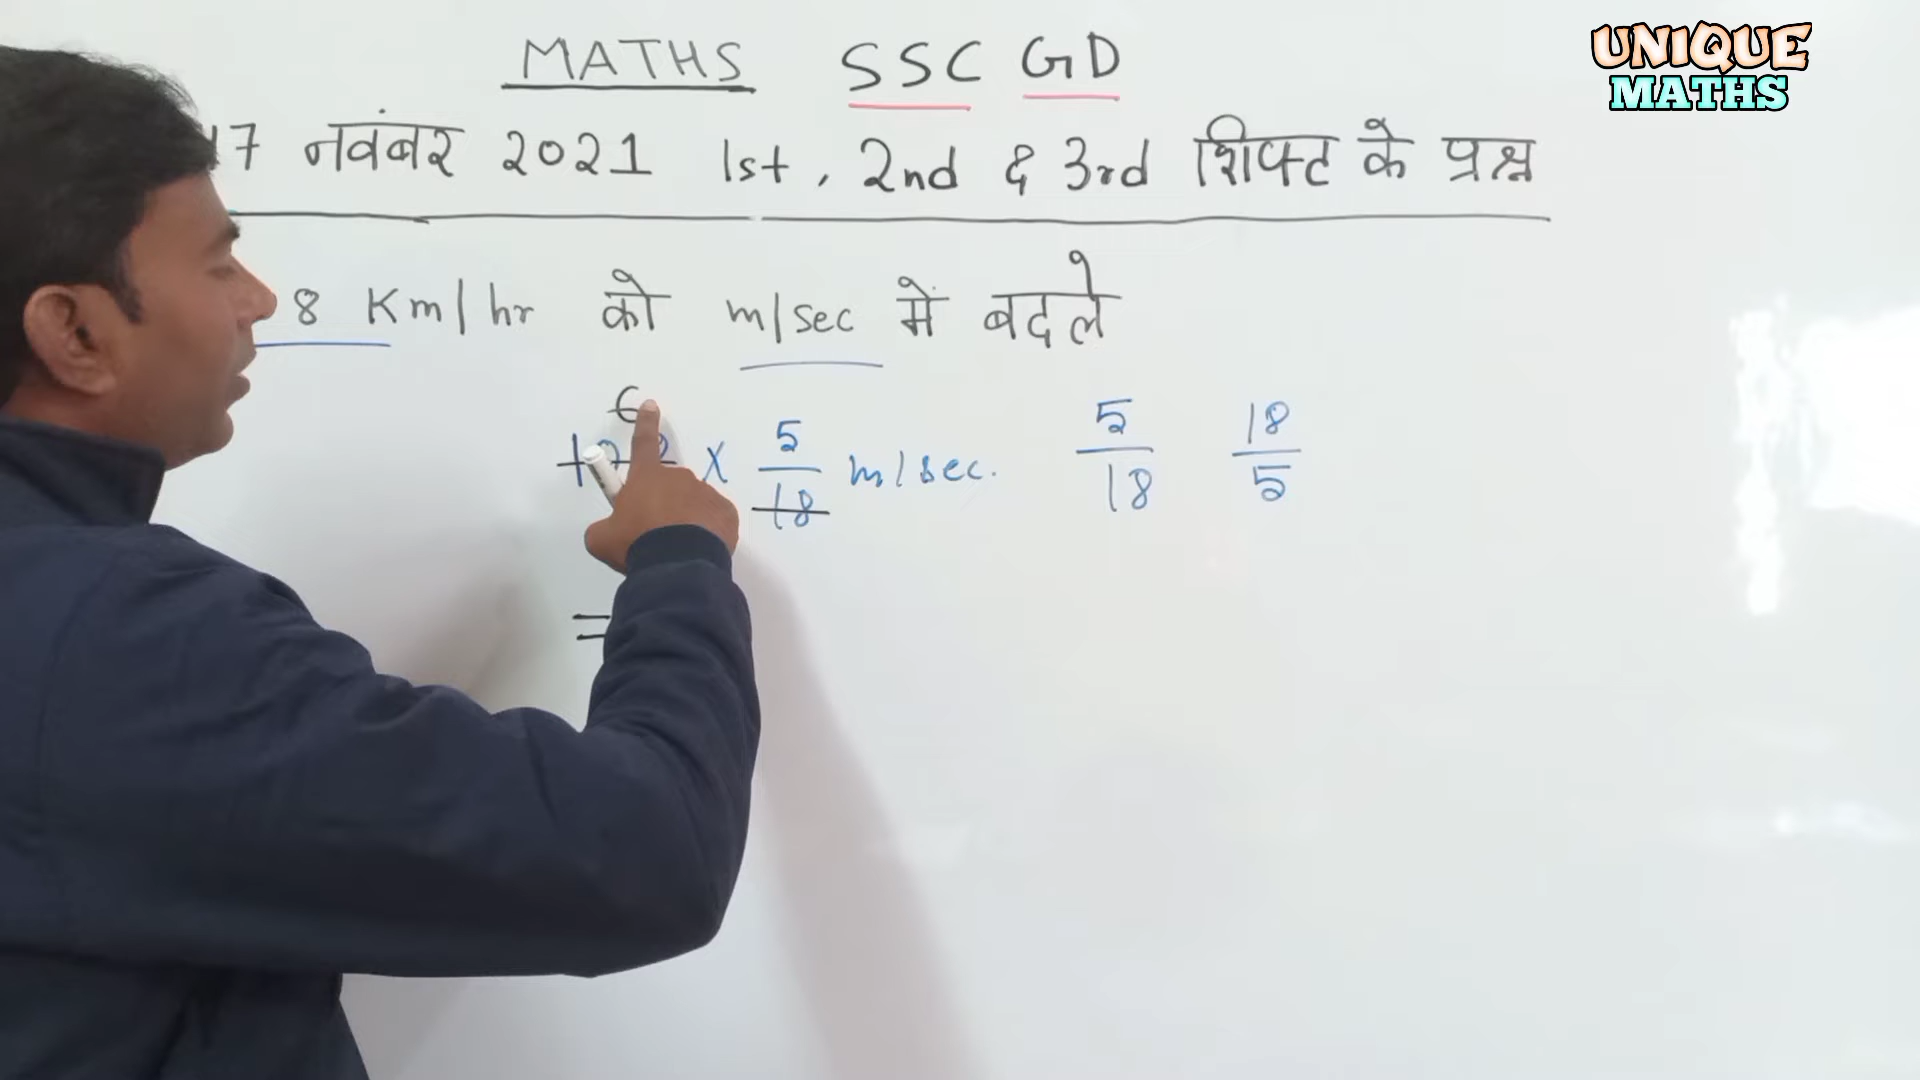 MATHS SSC GD
UNIQUE
MATHS
17 नवंबर 2021 1st, 2nd & 3rd शिफ्ट के प्रश्न
8 Km/hr को m/sec में बदले
6
× 5/18 m/sec. 5/18 18/5
=